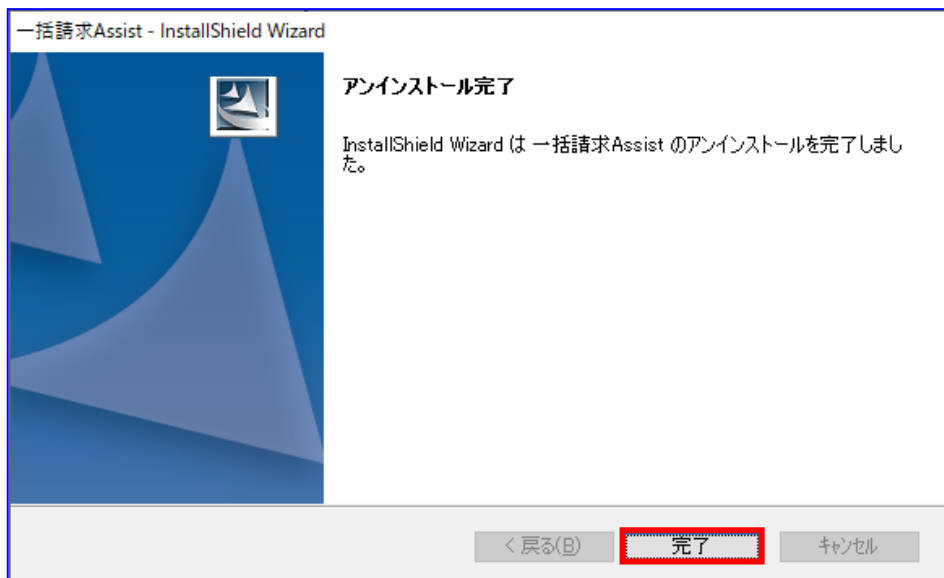 一括請求Assist - InstallShield Wizard
アンインストール完了
InstallShield Wizard は 一括請求Assist のアンインストールを完了しまし
た。
< 戻る(B)
完了
キャンセル